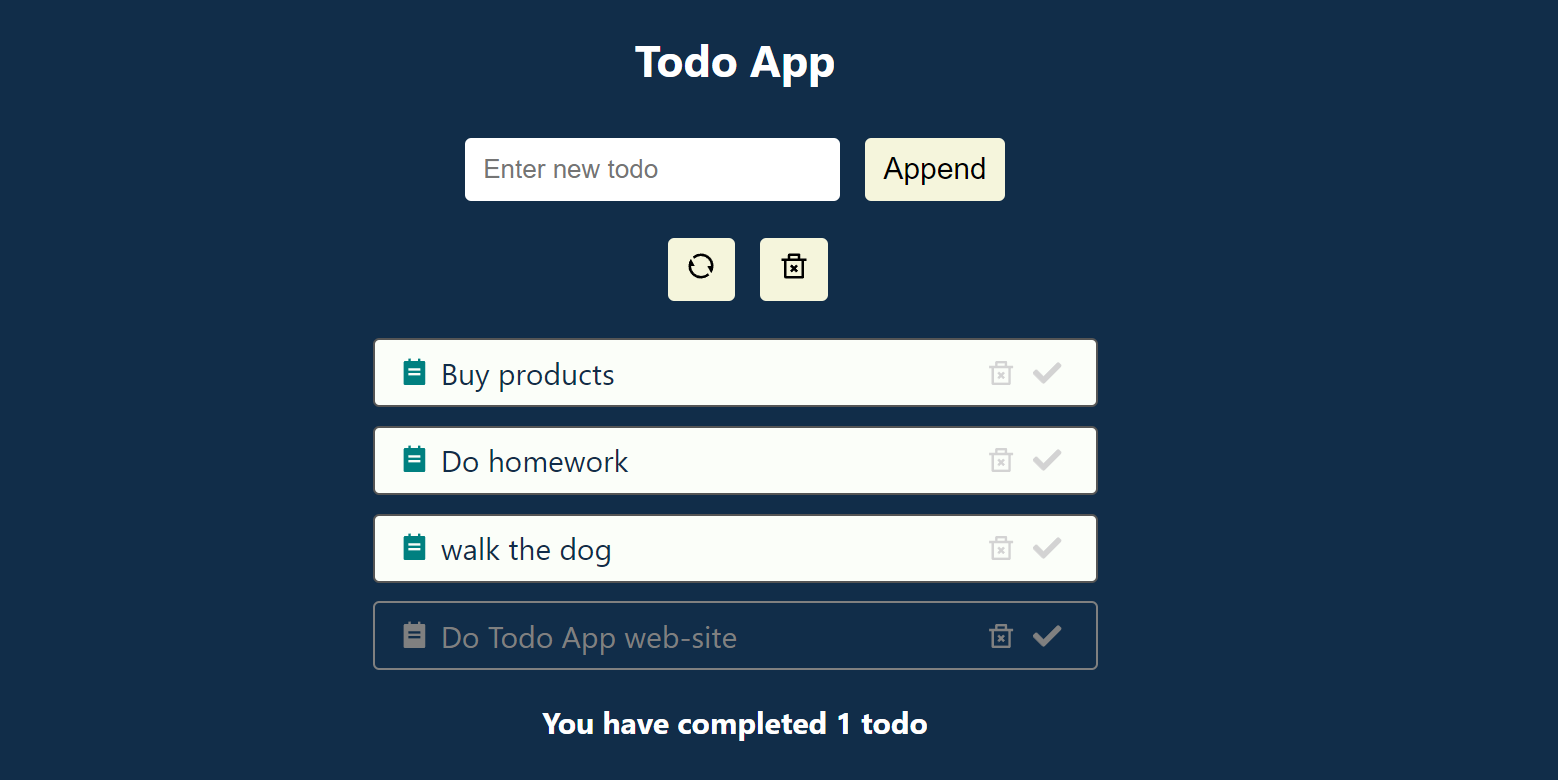 Todo App
Enter new todo
Append
Buy products
Do homework
walk the dog
Do Todo App web-site
You have completed 1 todo